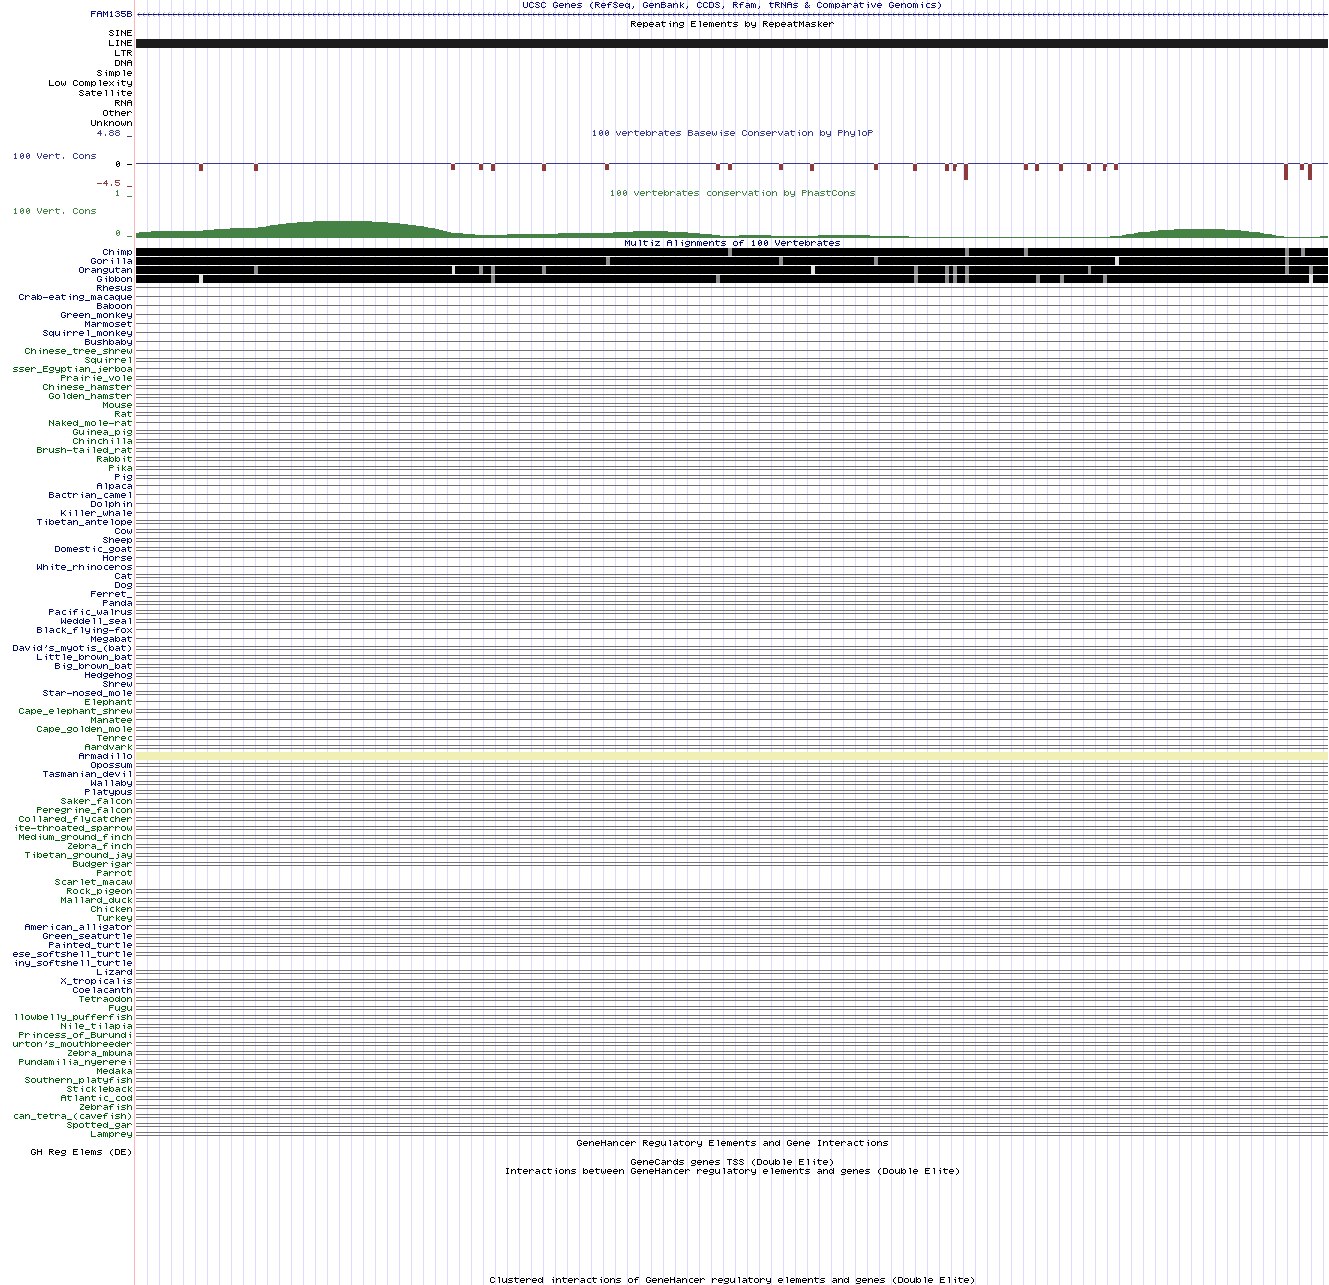 UCSC Genes (RefSeq, GenBank, CCDS, Rfam, tRNAs & Comparative Genomics)
FAM135B
Repeating Elements by RepeatMasker
SINE
LINE
LTR
DNA
Simple
Low Complexity
Satellite
RNA
Other
Unknown
4.88 _
100 vertebrates Basewise Conservation by PhyloP
100 Vert. Cons
0 -
-4.5 _
1 _
100 vertebrates conservation by PhastCons
100 Vert. Cons
0 _
Multiz Alignments of 100 Vertebrates
Chimp
Gorilla
Orangutan
Gibbon
Rhesus
Crab-eating_macaque
Baboon
Green_monkey
Marmoset
Squirrel_monkey
Bushbaby
Chinese_tree_shrew
Squirrel
sser_Egyptian_jerboa
Prairie_vole
Chinese_hamster
Golden_hamster
Mouse
Rat
Naked_mole-rat
Guinea_pig
Chinchilla
Brush-tailed_rat
Rabbit
Pika
Pig
Alpaca
Bactrian_camel
Dolphin
Killer_whale
Tibetan_antelope
Cow
Sheep
Domestic_goat
Horse
White_rhinoceros
Cat
Dog
Ferret_
Panda
Pacific_walrus
Weddell_seal
Black_flying-fox
Megabat
David's_myotis_(bat)
Little_brown_bat
Big_brown_bat
Hedgehog
Shrew
Star-nosed_mole
Elephant
Cape_elephant_shrew
Manatee
Cape_golden_mole
Tenrec
Aardvark
Armadillo
Opossum
Tasmanian_devil
Wallaby
Platypus
Saker_falcon
Peregrine_falcon
Collared_flycatcher
ite-throated_sparrow
Medium_ground_finch
Zebra_finch
Tibetan_ground_jay
Budgerigar
Parrot
Scarlet_macaw
Rock_pigeon
Mallard_duck
Chicken
Turkey
American_alligator
Green_seaturtle
Painted_turtle
ese_softshell_turtle
iny_softshell_turtle
Lizard
X_tropicalis
Coelacanth
Tetraodon
Fugu
llowbelly_pufferfish
Nile_tilapia
Princess_of_Burundi
urton's_mouthbreeder
Zebra_mbuna
Pundamilia_nyererei
Medaka
Southern_platyfish
Stickleback
Atlantic_cod
Zebrafish
can_tetra_(cavefish)
Spotted_gar
Lamprey
GeneHancer Regulatory Elements and Gene Interactions
GH Reg Elems (DE)
GeneCards genes TSS (Double Elite)
Interactions between GeneHancer regulatory elements and genes (Double Elite)
Clustered interactions of GeneHancer regulatory elements and genes (Double Elite)